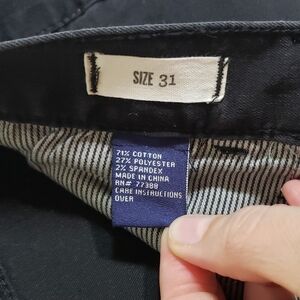 SIZE 31
71% COTTON
27% POLYESTER
2% SPANDEX
MADE IN CHINA
RN# 77388
CARE INSTRUCTIONS
OVER